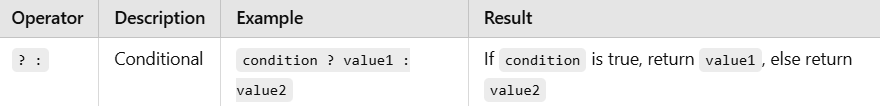 Operator Description Example Result
? : Conditional condition ? value1 : If condition is true, return value1, else return
value2 value2